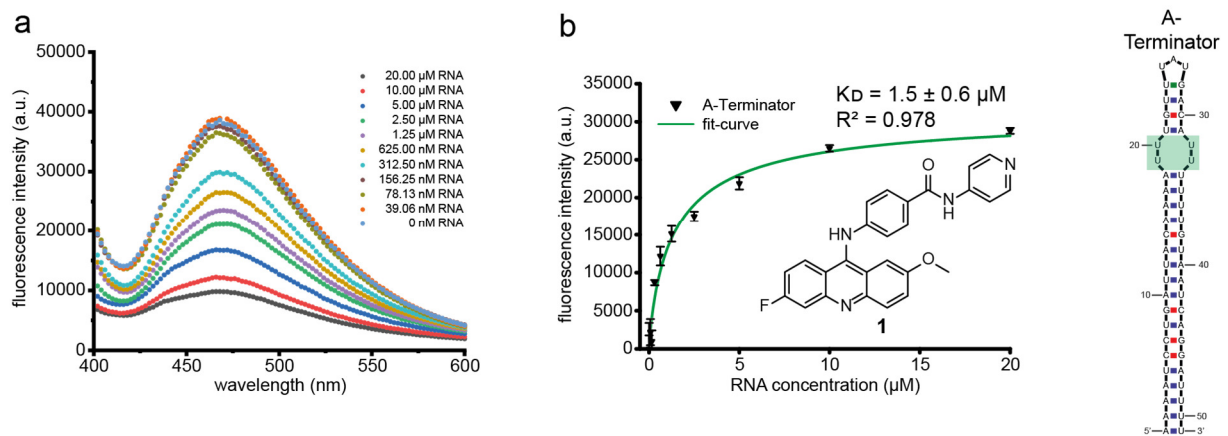 a
50000
40000
30000
20000
10000
0
fluorescence intensity (a.u.)
400
450
500
550
600
wavelength (nm)
20.00 µM RNA
10.00 µM RNA
5.00 µM RNA
2.50 µM RNA
1.25 µM RNA
625.00 nM RNA
312.50 nM RNA
156.25 nM RNA
78.13 nM RNA
39.06 nM RNA
0 nM RNA
b
35000
30000
25000
20000
15000
10000
5000
0
fluorescence intensity (a.u.)
0
5
10
15
20
RNA concentration (µM)
A-Terminator
fit-curve
KD = 1.5 ± 0.6 µM
R² = 0.978
O
N
N
H
HN
O
F
N
1
A-
Terminator
30
20
40
10
50
5'
3'